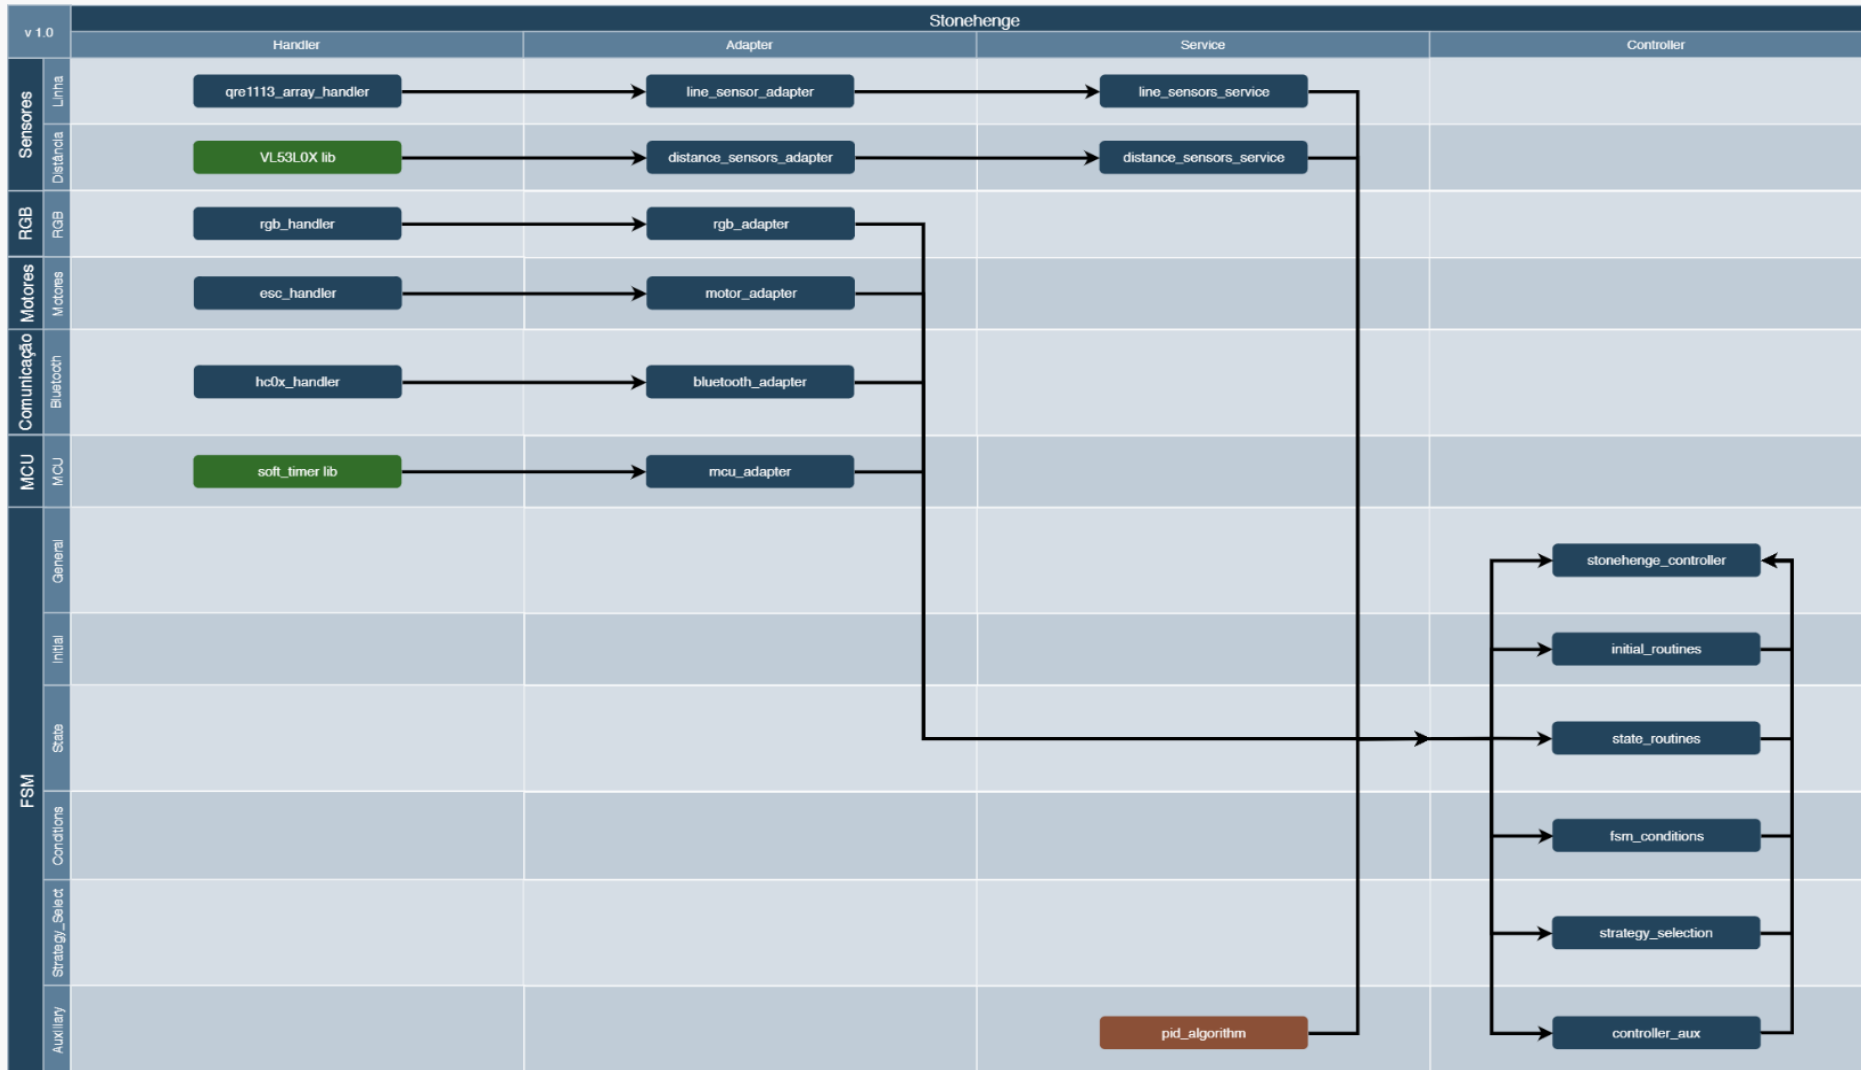 v 1.0
Stonehenge
Handler
Adapter
Service
Controller
Sensores
Linha
qre1113_array_handler
line_sensor_adapter
line_sensors_service
Distância
VL53L0X lib
distance_sensors_adapter
distance_sensors_service
RGB
RGB
rgb_handler
rgb_adapter
Motores
Motores
esc_handler
motor_adapter
Comunicação
Bluetooth
hc0x_handler
bluetooth_adapter
MCU
MCU
soft_timer lib
mcu_adapter
FSM
General
stonehenge_controller
Initial
initial_routines
State
state_routines
Conditions
fsm_conditions
Strategy_Select
strategy_selection
Auxiliary
pid_algorithm
controller_aux